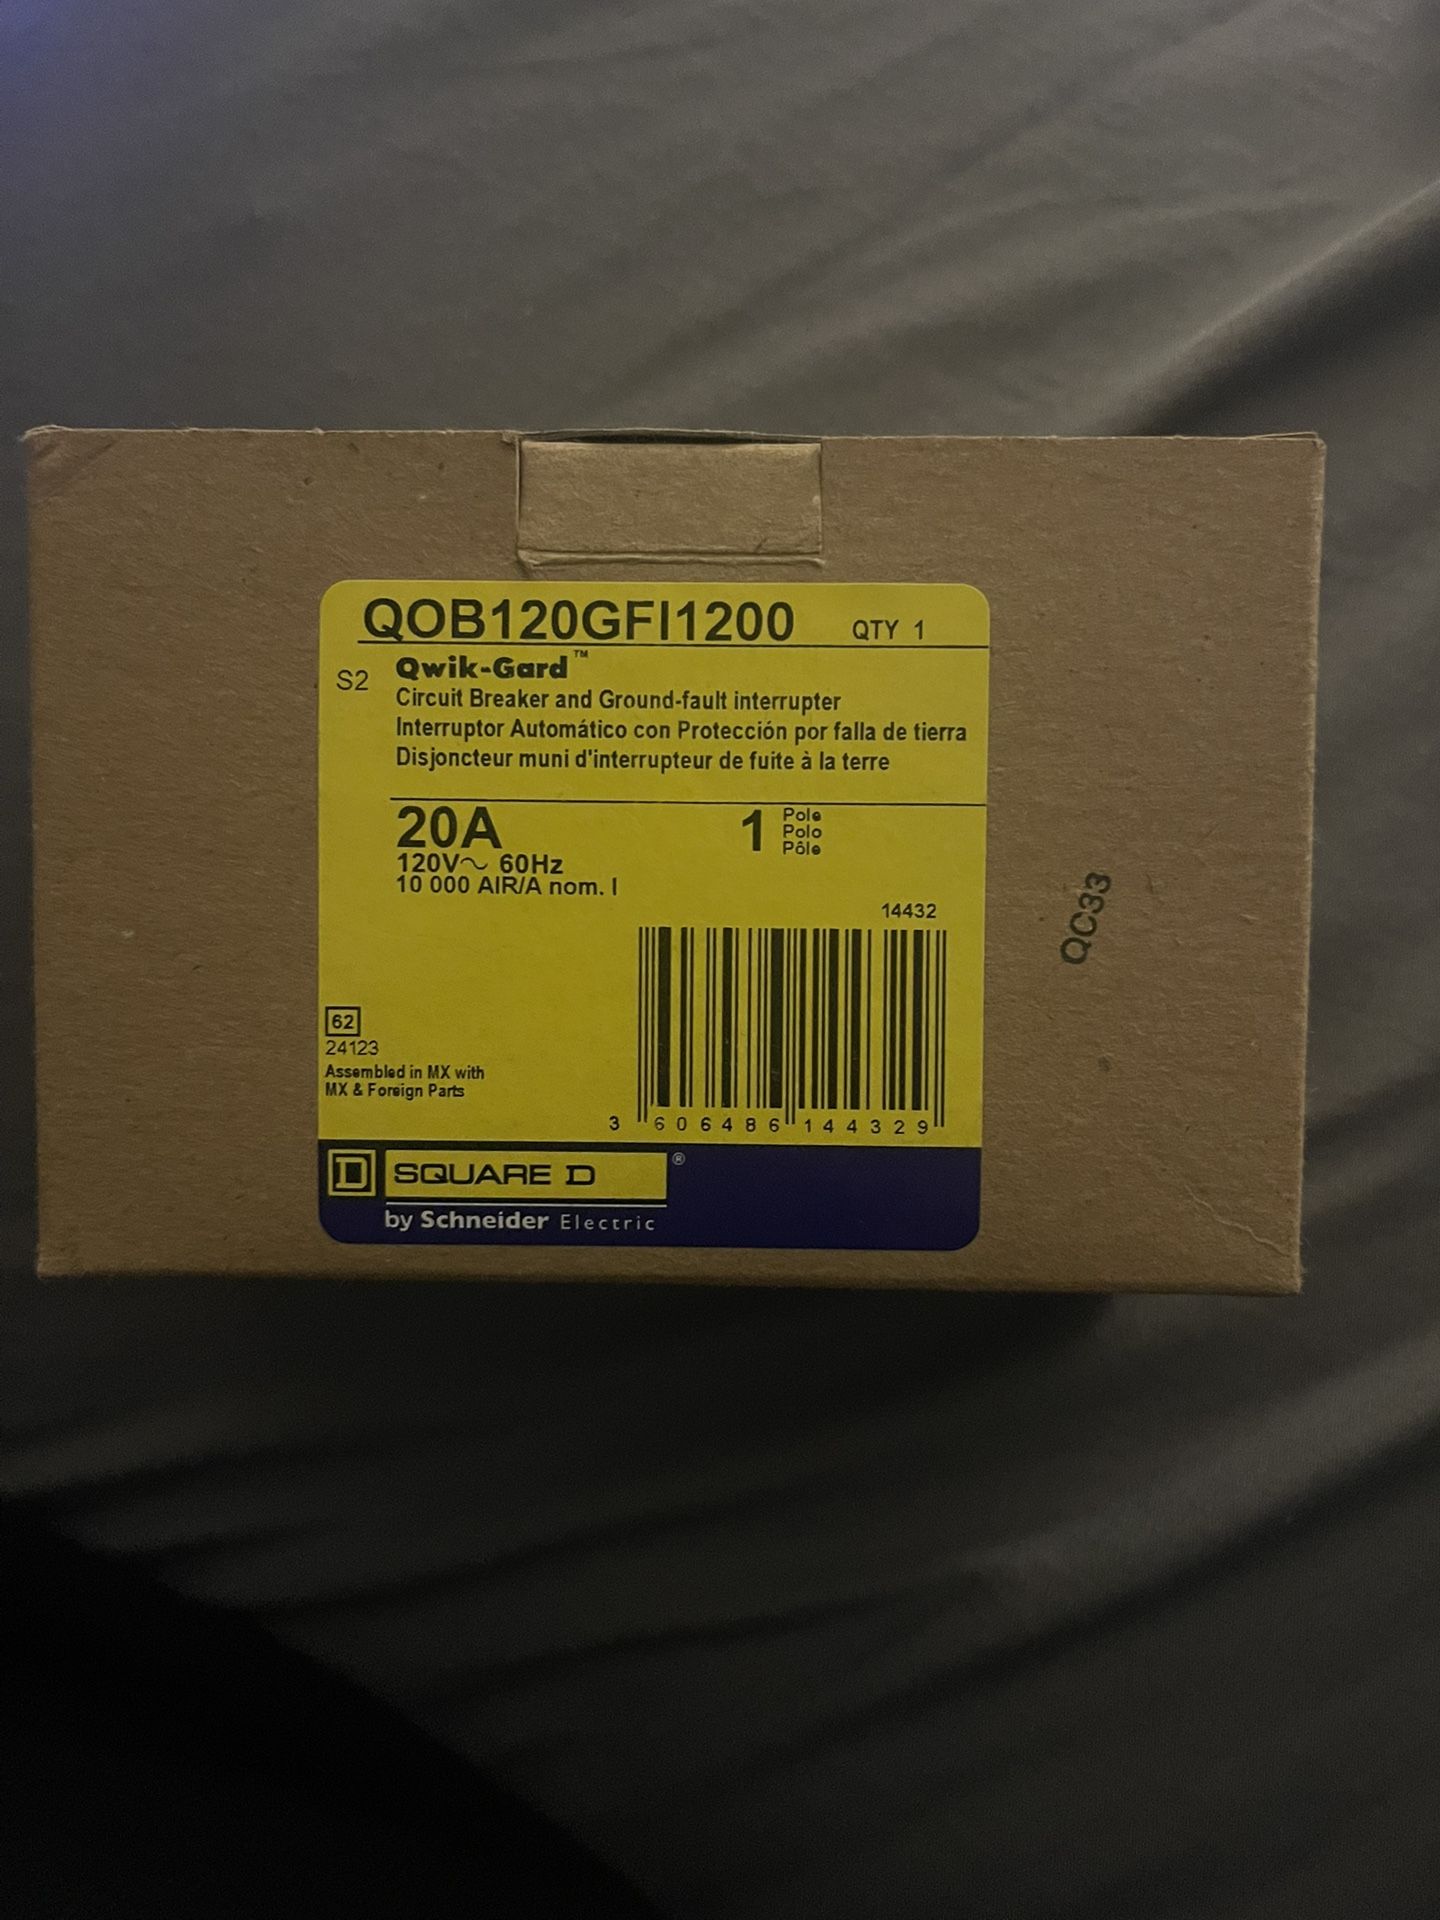 QOB120GFI1200 QTY 1
S2 Qwik-Gard™
Circuit Breaker and Ground-fault interrupter
Interruptor Automático con Protección por falla de tierra
Disjoncteur muni d'interrupteur de fuite à la terre
20A
120V~ 60Hz
10 000 AIR/A nom. I
1 Pole
Polo
Pôle
14432
3 606486 144329
62
24123
Assembled in MX with
MX & Foreign Parts
D SQUARE D®
by Schneider Electric
QC33